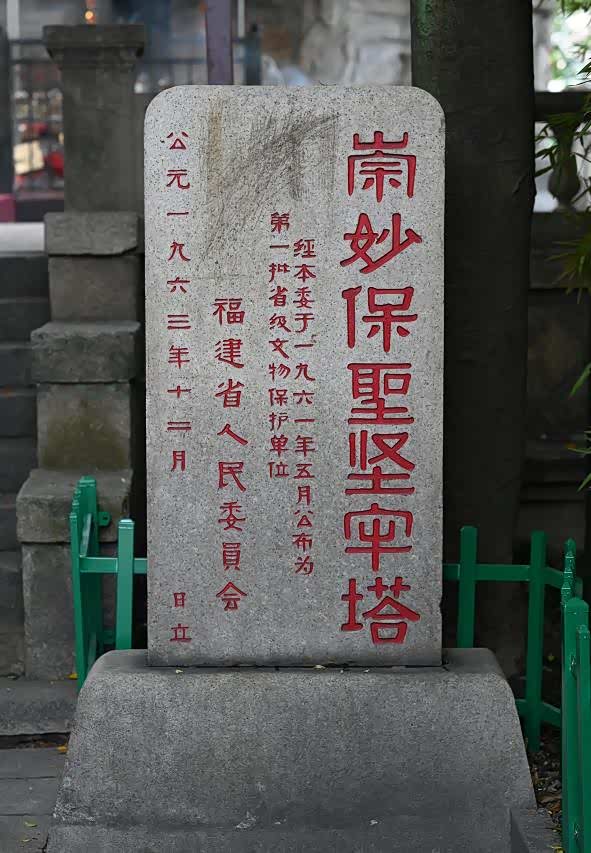 崇妙保聖坚牢塔
经本委于一九六一年五月公布为
第一批省级文物保护单位
福建省人民委員会
公元一九六三年十二月 日立